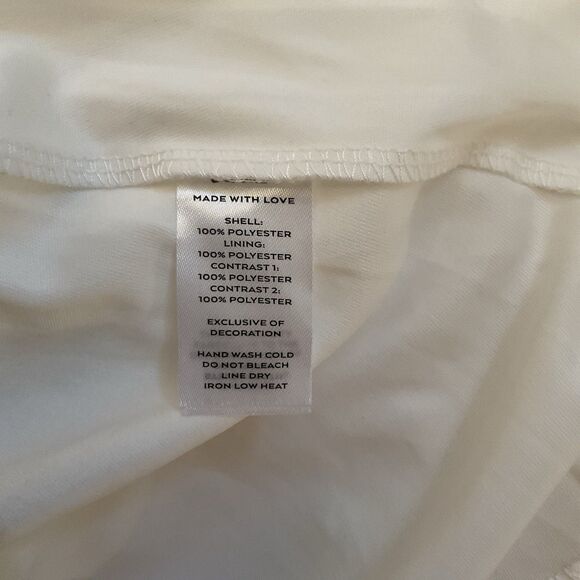 MADE WITH LOVE
SHELL:
100% POLYESTER
LINING:
100% POLYESTER
CONTRAST 1:
100% POLYESTER
CONTRAST 2:
100% POLYESTER
EXCLUSIVE OF
DECORATION
HAND WASH COLD
DO NOT BLEACH
LINE DRY
IRON LOW HEAT